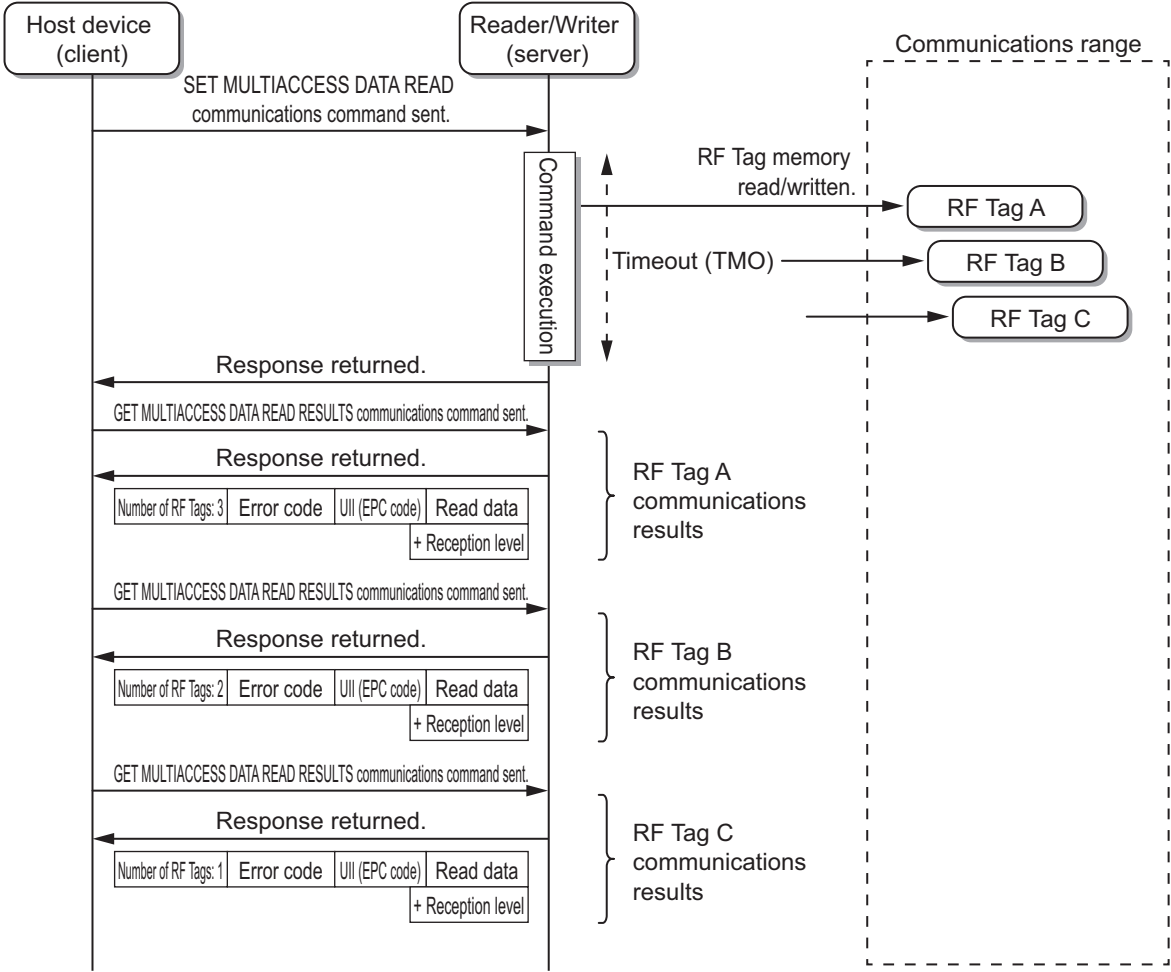 Host device
(client)
Reader/Writer
(server)
Communications range
SET MULTIACCESS DATA READ
communications command sent.
Command execution
RF Tag memory
read/written.
RF Tag A
Timeout (TMO)
RF Tag B
RF Tag C
Response returned.
GET MULTIACCESS DATA READ RESULTS communications command sent.
Response returned.
Number of RF Tags: 3 Error code UII (EPC code) Read data
+ Reception level
RF Tag A
communications
results
GET MULTIACCESS DATA READ RESULTS communications command sent.
Response returned.
Number of RF Tags: 2 Error code UII (EPC code) Read data
+ Reception level
RF Tag B
communications
results
GET MULTIACCESS DATA READ RESULTS communications command sent.
Response returned.
Number of RF Tags: 1 Error code UII (EPC code) Read data
+ Reception level
RF Tag C
communications
results